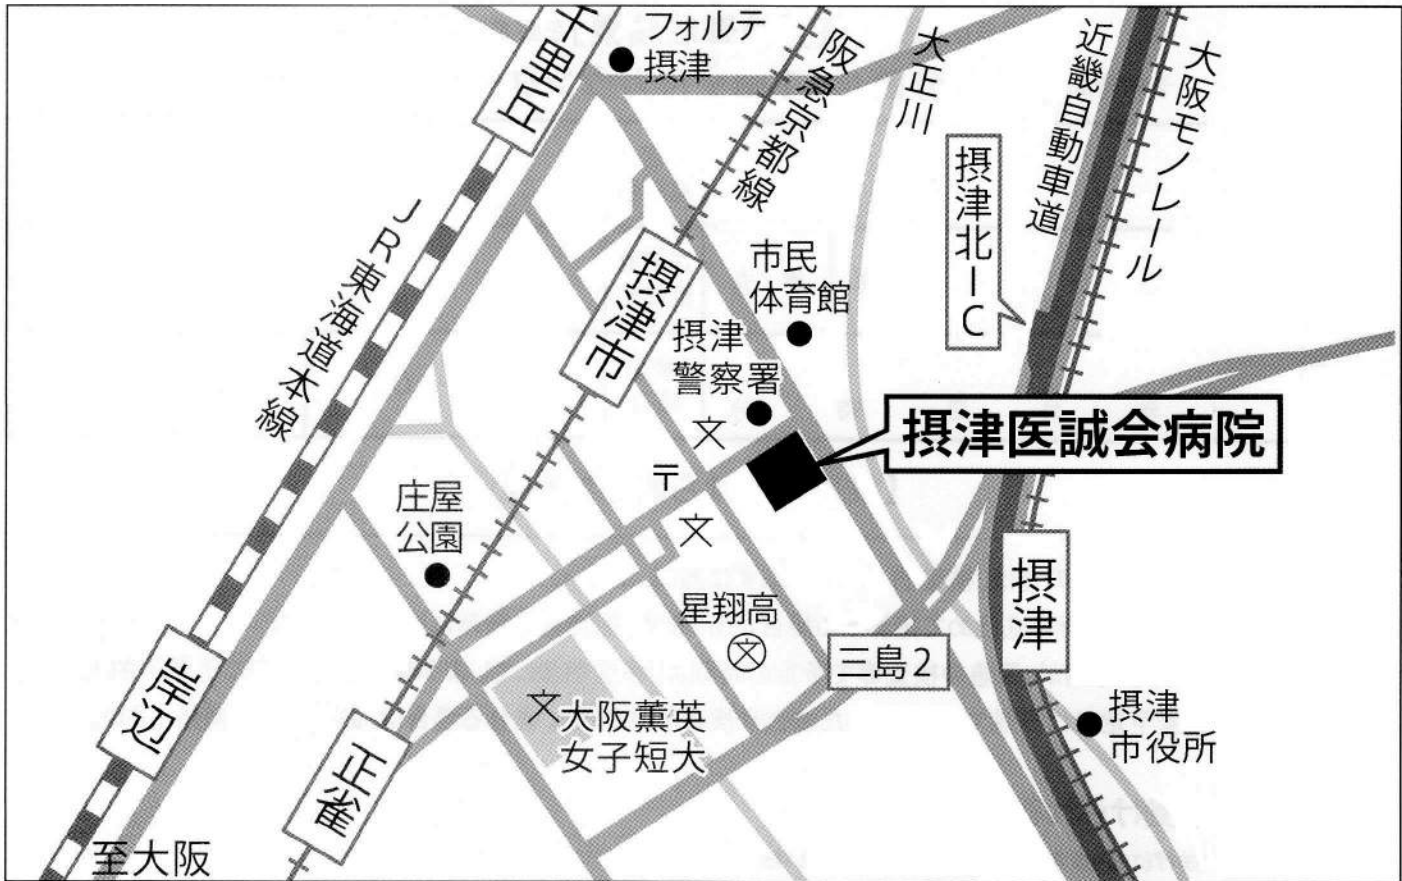 千里丘
フォルテ
摂津
阪急京都線
大正川
近畿自動車道
大阪モノレール
摂津北IC
JR東海道本線
摂津市
市民
体育館
摂津
警察署
摂津医誠会病院
文
〒
文
庄屋
公園
摂津
星翔高
文
三島2
岸辺
文
大阪薫英
女子短大
摂津
市役所
正雀
至大阪